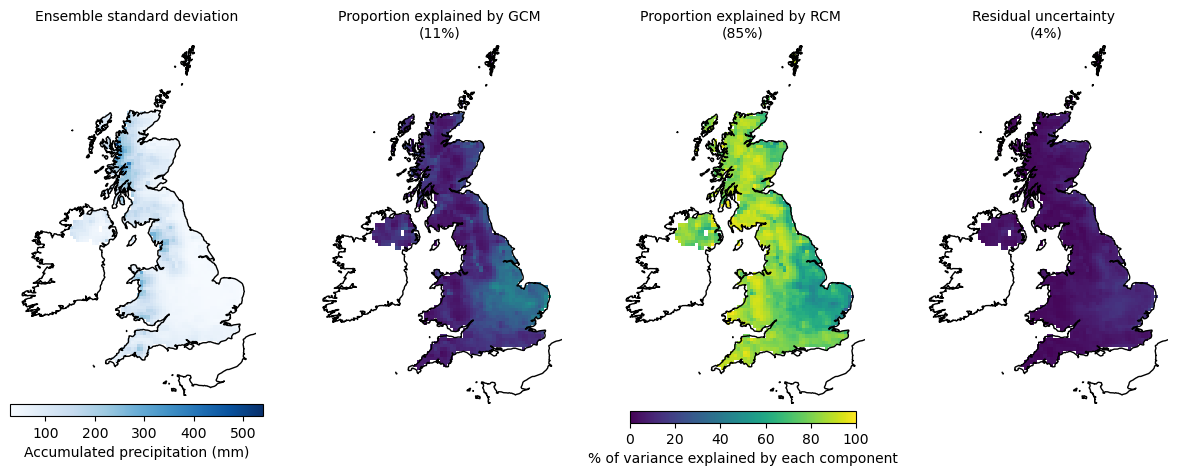 Ensemble standard deviation
Proportion explained by GCM
(11%)
Proportion explained by RCM
(85%)
Residual uncertainty
(4%)
100 200 300 400 500
Accumulated precipitation (mm)
0 20 40 60 80 100
% of variance explained by each component